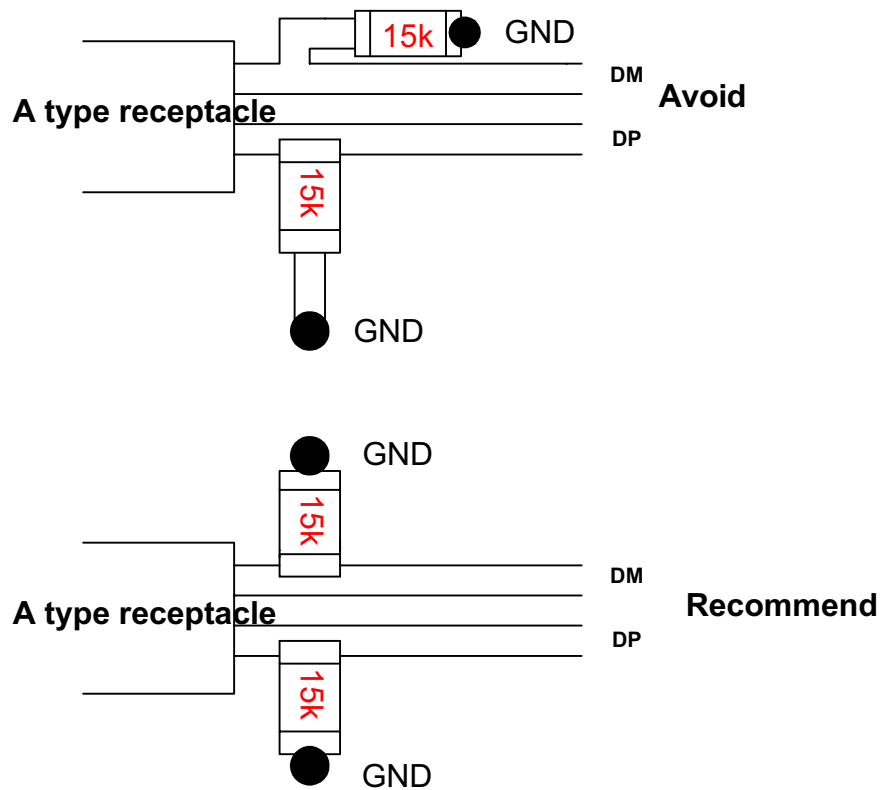 15k GND
DM
Avoid
A type receptacle
DP
15k
GND
GND
15k
DM
A type receptacle
Recommend
DP
15k
GND